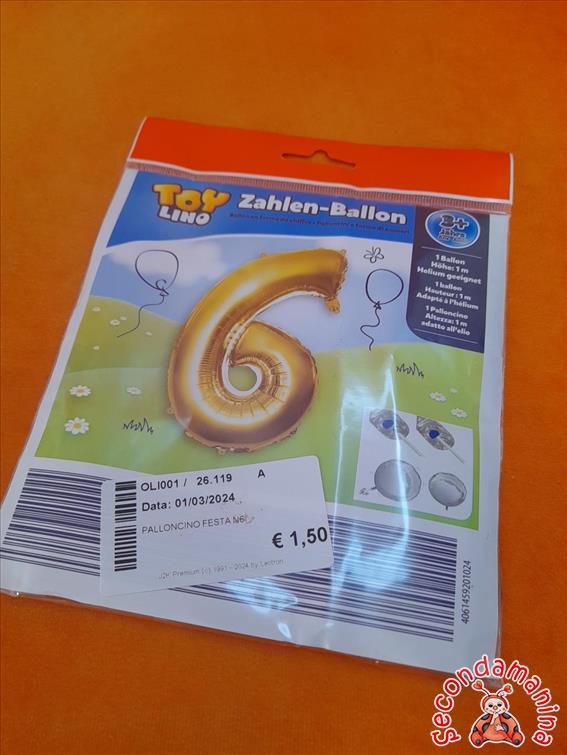 TOY
LINO
Zahlen-Ballon
3+
1 Ballon
Höhe: 1 m
Helium geeignet
1 ballon
Hauteur : 1 m
Adapté à l'hélium
1 Palloncino
Altezza: 1 m
adatto all'elio
OLI001 / 26.119 A
Data: 01/03/2024
PALLONCINO FESTA N6
€ 1,50
J2K Premium (c) 1991 - 2024 by Lectron
4061459201024
Secondamanina